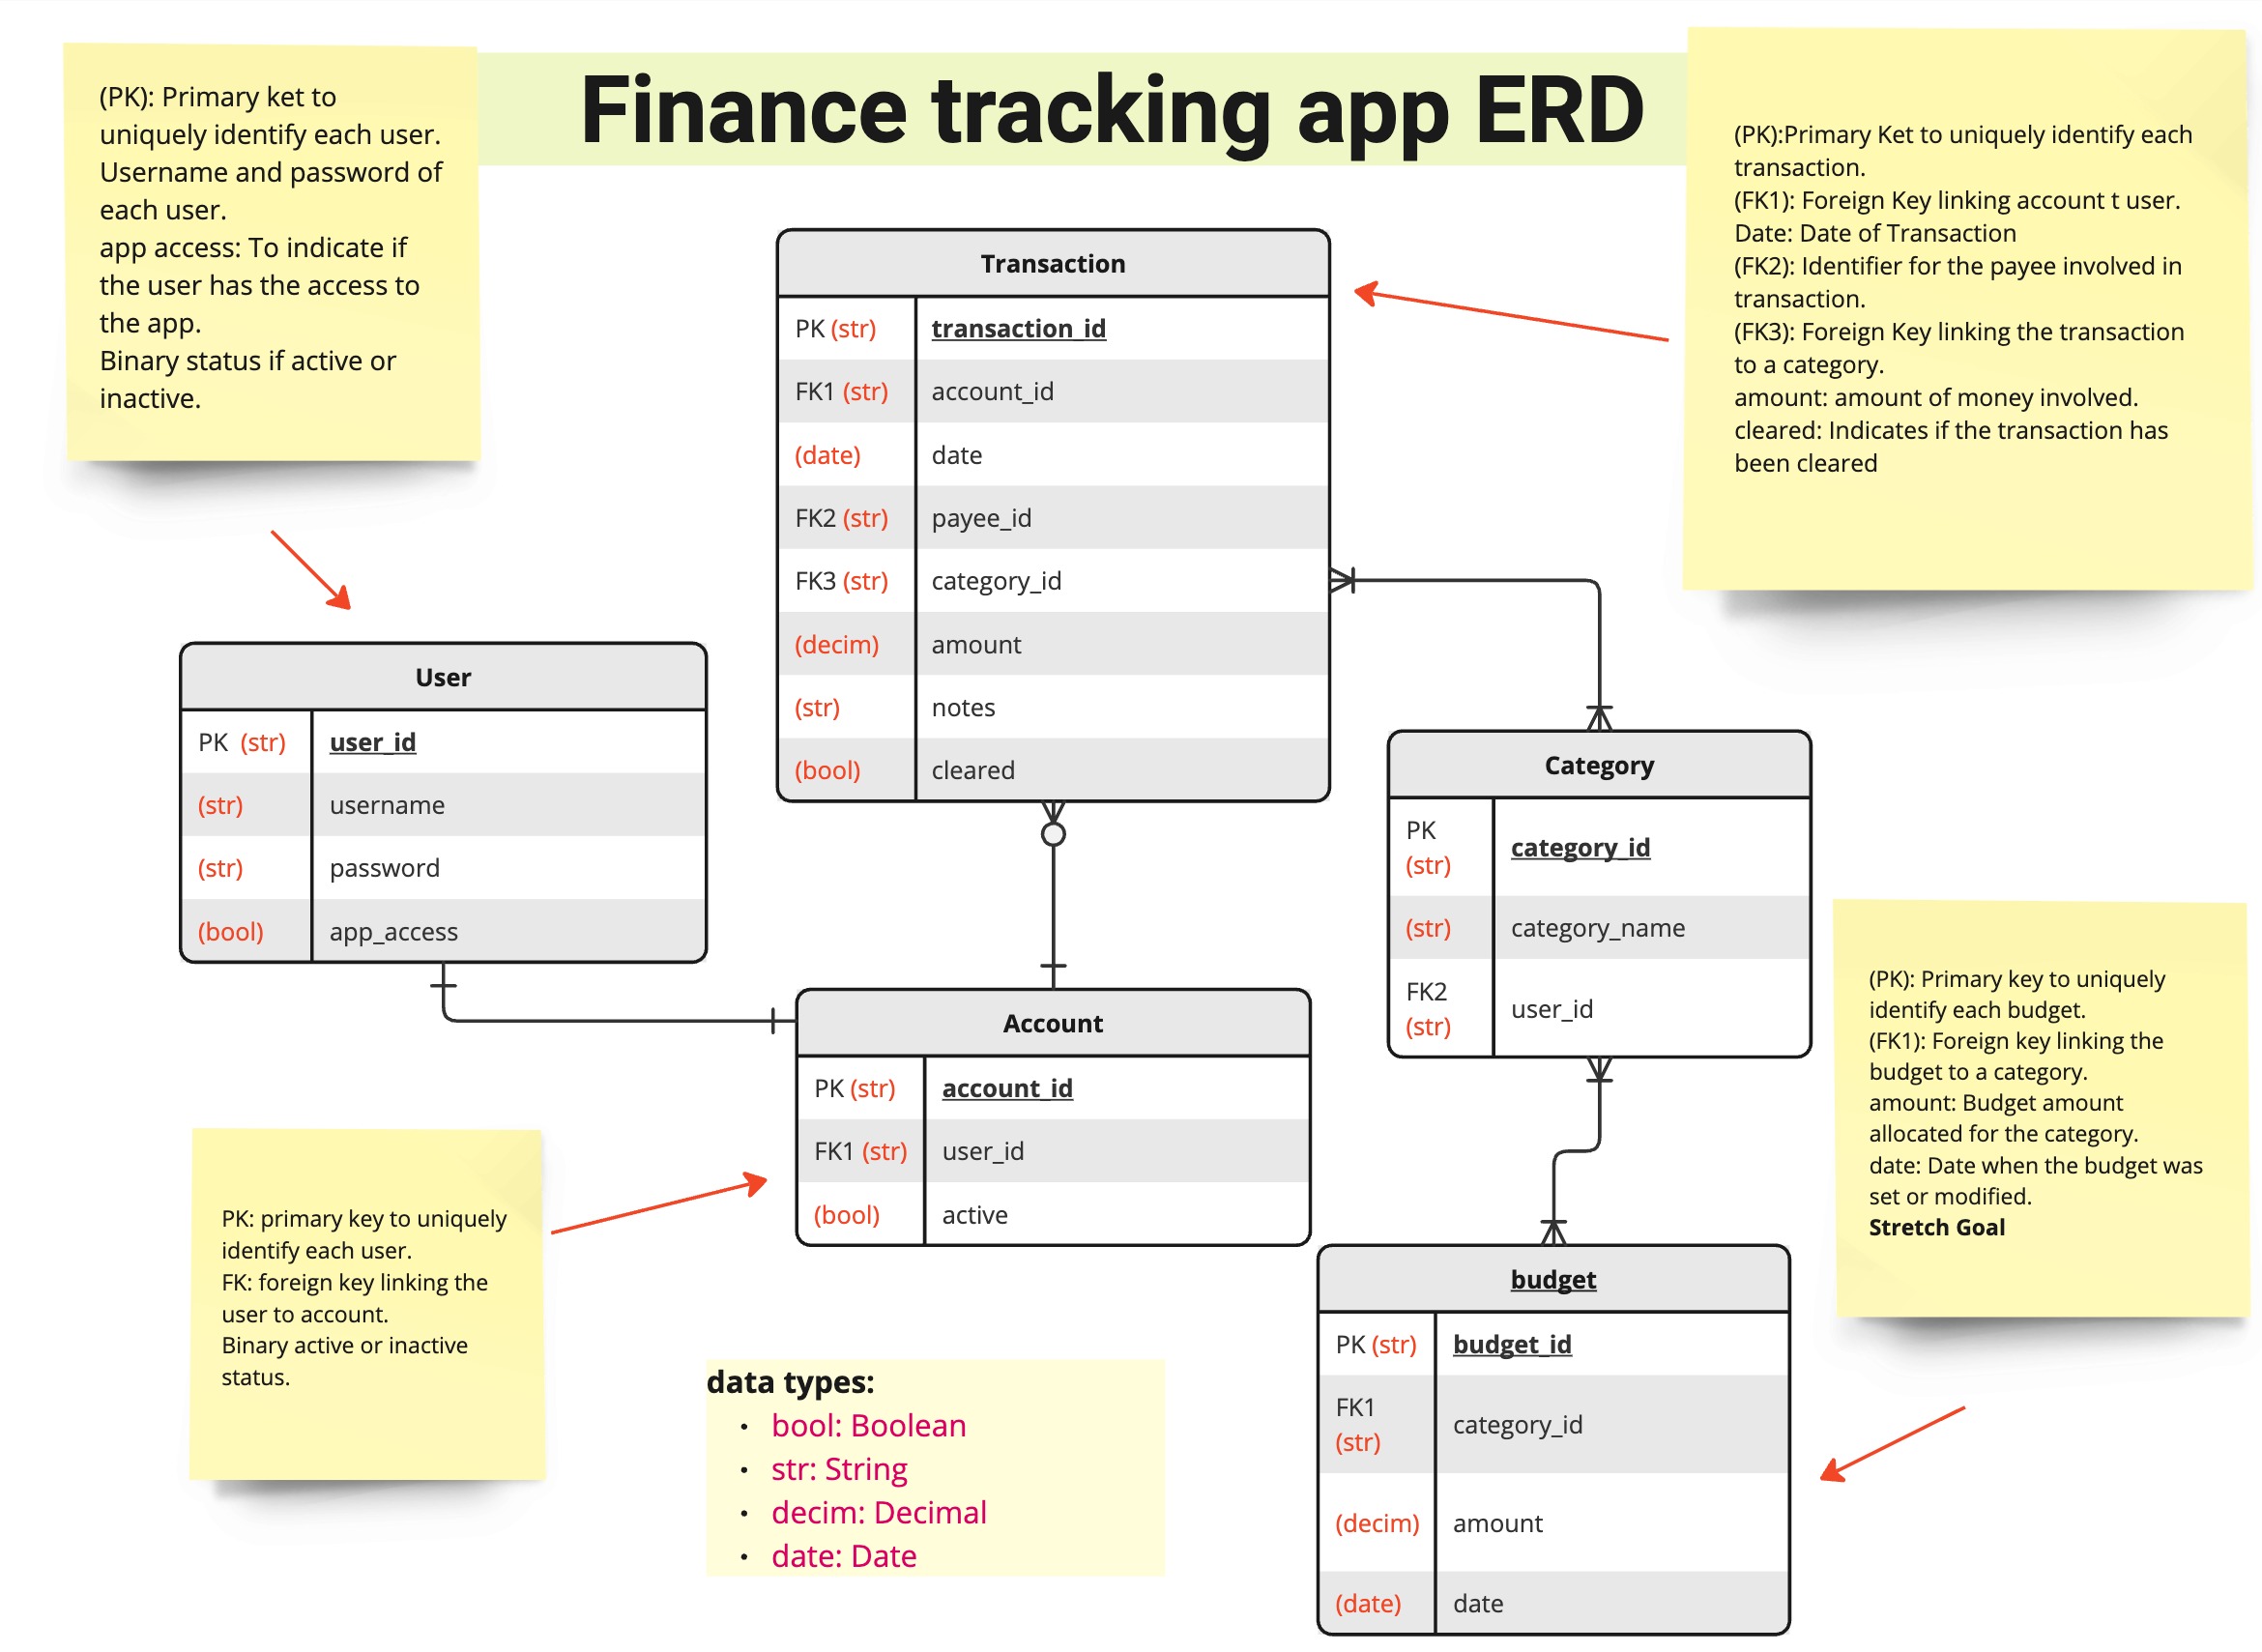 Finance tracking app ERD
(PK): Primary ket to
uniquely identify each user.
Username and password of
each user.
app access: To indicate if
the user has the access to
the app.
Binary status if active or
inactive.
(PK):Primary Ket to uniquely identify each
transaction.
(FK1): Foreign Key linking account t user.
Date: Date of Transaction
(FK2): Identifier for the payee involved in
transaction.
(FK3): Foreign Key linking the transaction
to a category.
amount: amount of money involved.
cleared: Indicates if the transaction has
been cleared
Transaction
PK (str) transaction_id
FK1 (str) account_id
(date) date
FK2 (str) payee_id
FK3 (str) category_id
(decim) amount
(str) notes
(bool) cleared
User
PK (str) user_id
(str) username
(str) password
(bool) app_access
Category
PK
(str)
category_id
(str) category_name
FK2
(str)
user_id
Account
PK (str) account_id
FK1 (str) user_id
(bool) active
(PK): Primary key to uniquely
identify each budget.
(FK1): Foreign key linking the
budget to a category.
amount: Budget amount
allocated for the category.
date: Date when the budget was
set or modified.
Stretch Goal
PK: primary key to uniquely
identify each user.
FK: foreign key linking the
user to account.
Binary active or inactive
status.
budget
PK (str) budget_id
FK1
(str)
category_id
(decim) amount
(date) date
data types:
• bool: Boolean
• str: String
• decim: Decimal
• date: Date